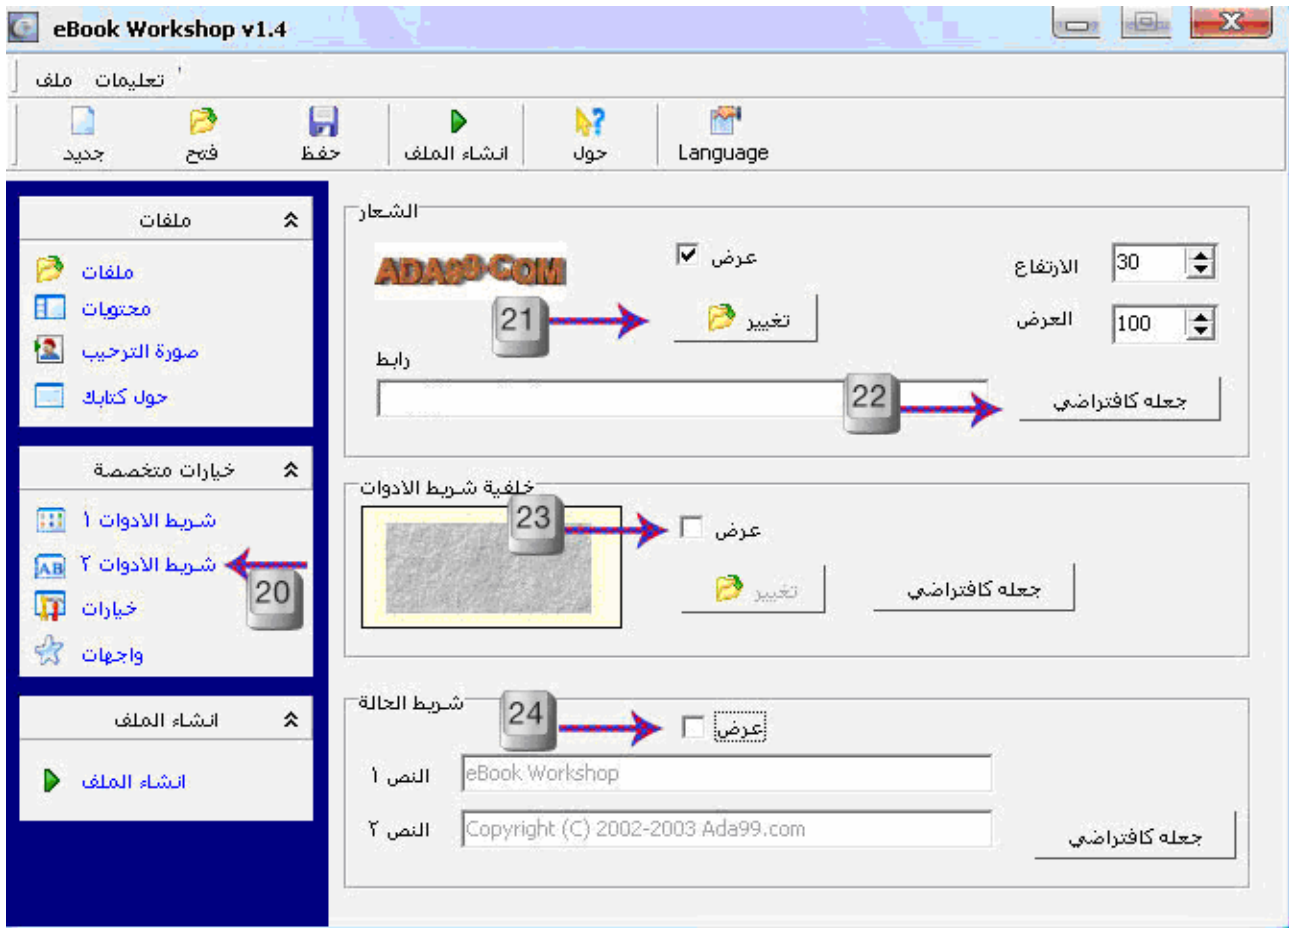 eBook Workshop v1.4
ملف تعليمات
جديد فتح حفظ انشاء الملف حول Language
ملفات
ملفات
محتويات
صورة الترحيب
حول كتابك
خيارات متخصصة
شريط الادوات ١
شريط الادوات ٢
20
خيارات
واجهات
انشاء الملف
انشاء الملف
الشعار
ADA99.COM
عرض
الارتفاع 30
21
تغيير
العرض 100
رابط
22
جعله كافتراضي
خلفية شريط الادوات
23
عرض
تغيير
جعله كافتراضي
شريط الحالة
24
عرض
النص ١ eBook Workshop
النص ٢ Copyright (C) 2002-2003 Ada99.com
جعله كافتراضي